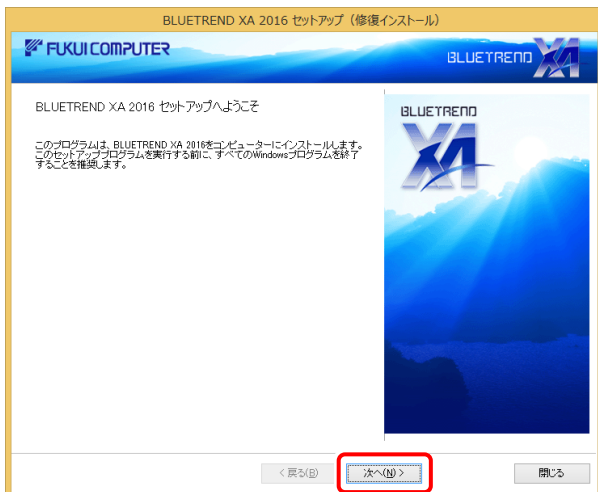 BLUETREND XA 2016 セットアップ（修復インストール）
FUKUI COMPUTER
BLUETREND XA
BLUETREND XA 2016 セットアップへようこそ
このプログラムは、BLUETREND XA 2016をコンピューターにインストールします。
このセットアッププログラムを実行する前に、すべてのWindowsプログラムを終了
することを推奨します。
BLUETREND
XA
< 戻る(B)
次へ(N) >
閉じる